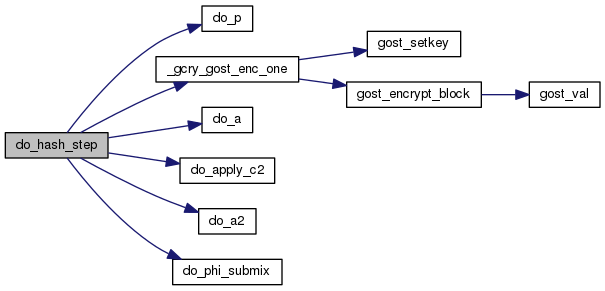 do_hash_step
do_p
_gcry_gost_enc_one
gost_setkey
gost_encrypt_block
gost_val
do_a
do_apply_c2
do_a2
do_phi_submix